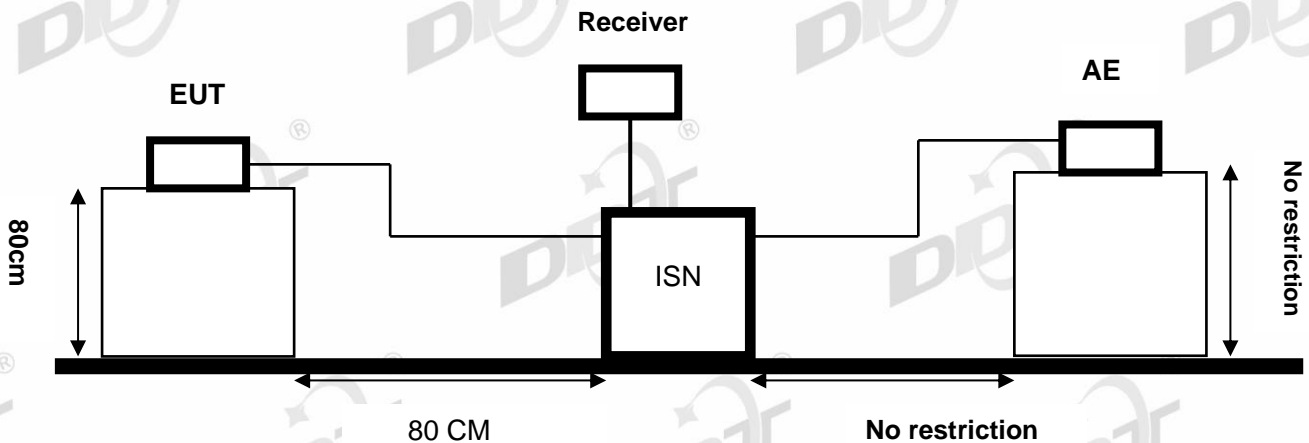 Receiver
EUT
AE
80cm
No restriction
ISN
80 CM
No restriction